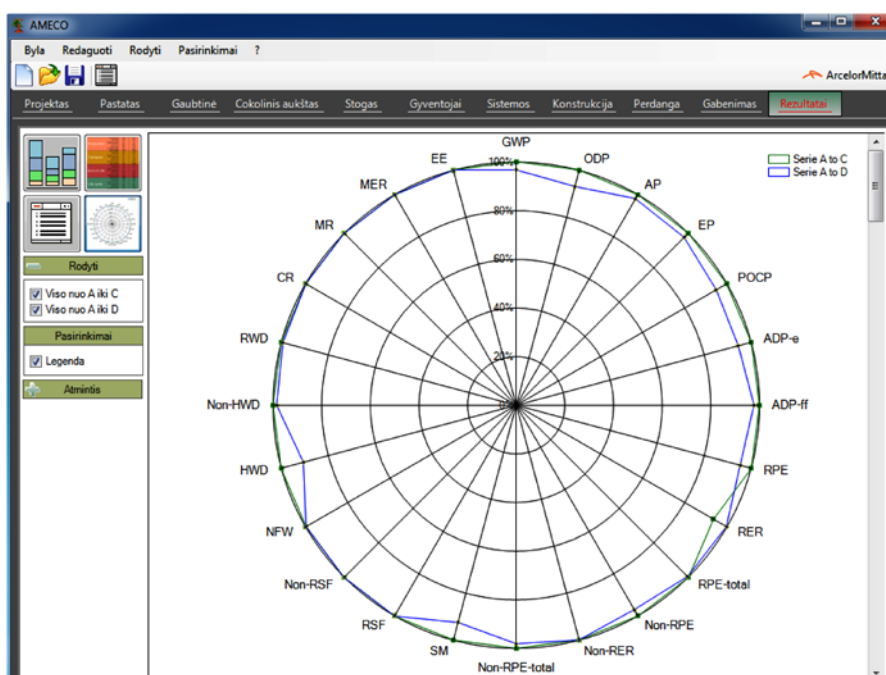 AMECO
Byla Redaguoti Rodyti Pasirinkimai ?
ArcelorMitta
Projektas Pastatas Gaubtinė Cokolinis aukštas Stogas Gyventojai Sistemos Konstrukcija Perdanga Gabenimas Rezultatai
Rodyti
Viso nuo A iki C
Viso nuo A iki D
Pasirinkimai
Legenda
Atmintis
Serie A to C
Serie A to D
GWP
ODP
AP
EP
POCP
ADP-e
ADP-ff
RPE
RER
RPE-total
Non-RPE
Non-RER
Non-RPE-total
SM
RSF
Non-RSF
NFW
HWD
Non-HWD
RWD
CR
MR
MER
EE
100%
80%
60%
40%
20%
0%